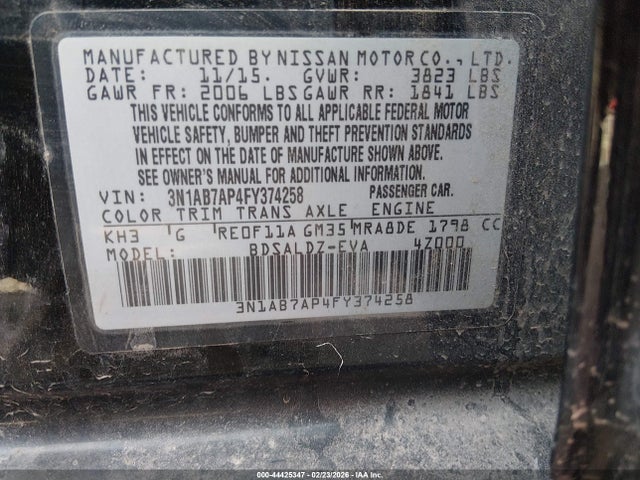 MANUFACTURED BY NISSAN MOTOR CO., LTD.
DATE: 11/15. GVWR: 3823 LBS
GAWR FR: 2006 LBS GAWR RR: 1841 LBS
THIS VEHICLE CONFORMS TO ALL APPLICABLE FEDERAL MOTOR
VEHICLE SAFETY, BUMPER AND THEFT PREVENTION STANDARDS
IN EFFECT ON THE DATE OF MANUFACTURE SHOWN ABOVE.
SEE OWNER'S MANUAL FOR ADDITIONAL INFORMATION.
VIN: 3N1AB7AP4FY374258 PASSENGER CAR.
COLOR TRIM TRANS AXLE ENGINE
KH3 G RE0F11A GM35 MRA8DE 1798 CC
MODEL: BDSALDZ-EVA 4Z000
3N1AB7AP4FY374258
000-44425347 | 02/23/2026 - COPART IAA